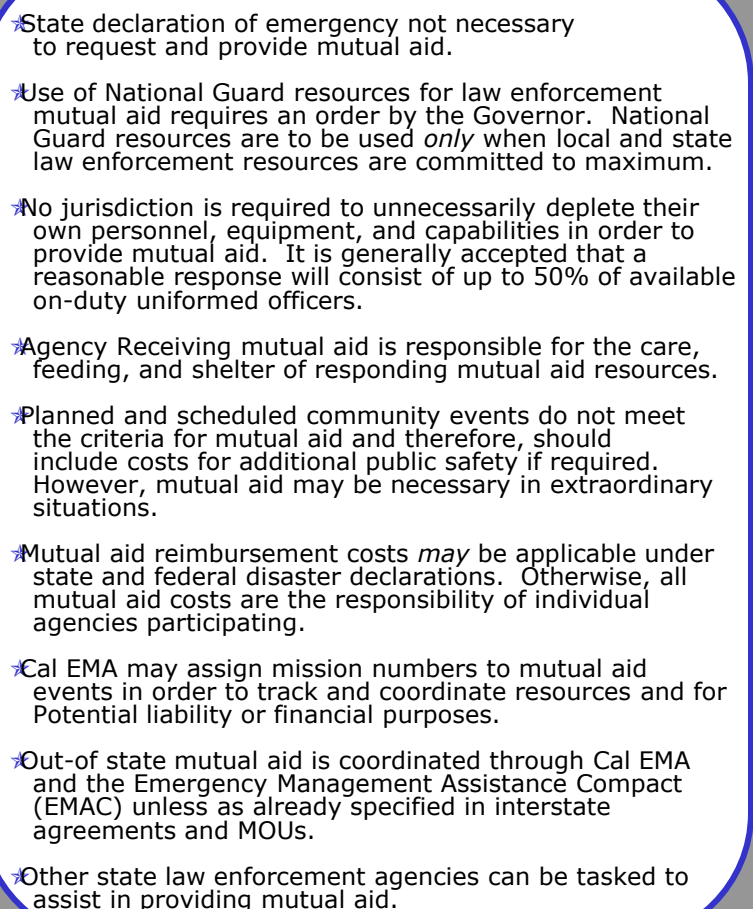 State declaration of emergency not necessary
to request and provide mutual aid.
Use of National Guard resources for law enforcement
mutual aid requires an order by the Governor. National
Guard resources are to be used only when local and state
law enforcement resources are committed to maximum.
No jurisdiction is required to unnecessarily deplete their
own personnel, equipment, and capabilities in order to
provide mutual aid. It is generally accepted that a
reasonable response will consist of up to 50% of available
on-duty uniformed officers.
Agency Receiving mutual aid is responsible for the care,
feeding, and shelter of responding mutual aid resources.
Planned and scheduled community events do not meet
the criteria for mutual aid and therefore, should
include costs for additional public safety if required.
However, mutual aid may be necessary in extraordinary
situations.
Mutual aid reimbursement costs may be applicable under
state and federal disaster declarations. Otherwise, all
mutual aid costs are the responsibility of individual
agencies participating.
Cal EMA may assign mission numbers to mutual aid
events in order to track and coordinate resources and for
Potential liability or financial purposes.
Out-of state mutual aid is coordinated through Cal EMA
and the Emergency Management Assistance Compact
(EMAC) unless as already specified in interstate
agreements and MOUs.
Other state law enforcement agencies can be tasked to
assist in providing mutual aid.